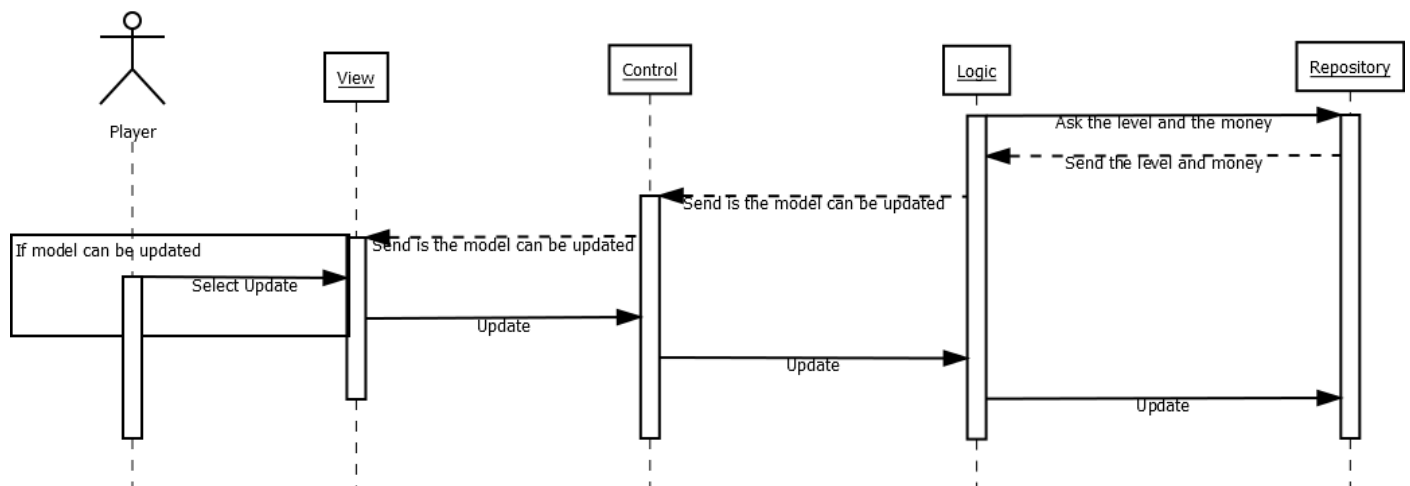 Player
View
Control
Logic
Repository
Ask the level and the money
Send the level and money
Send is the model can be updated
Send is the model can be updated
If model can be updated
Select Update
Update
Update
Update